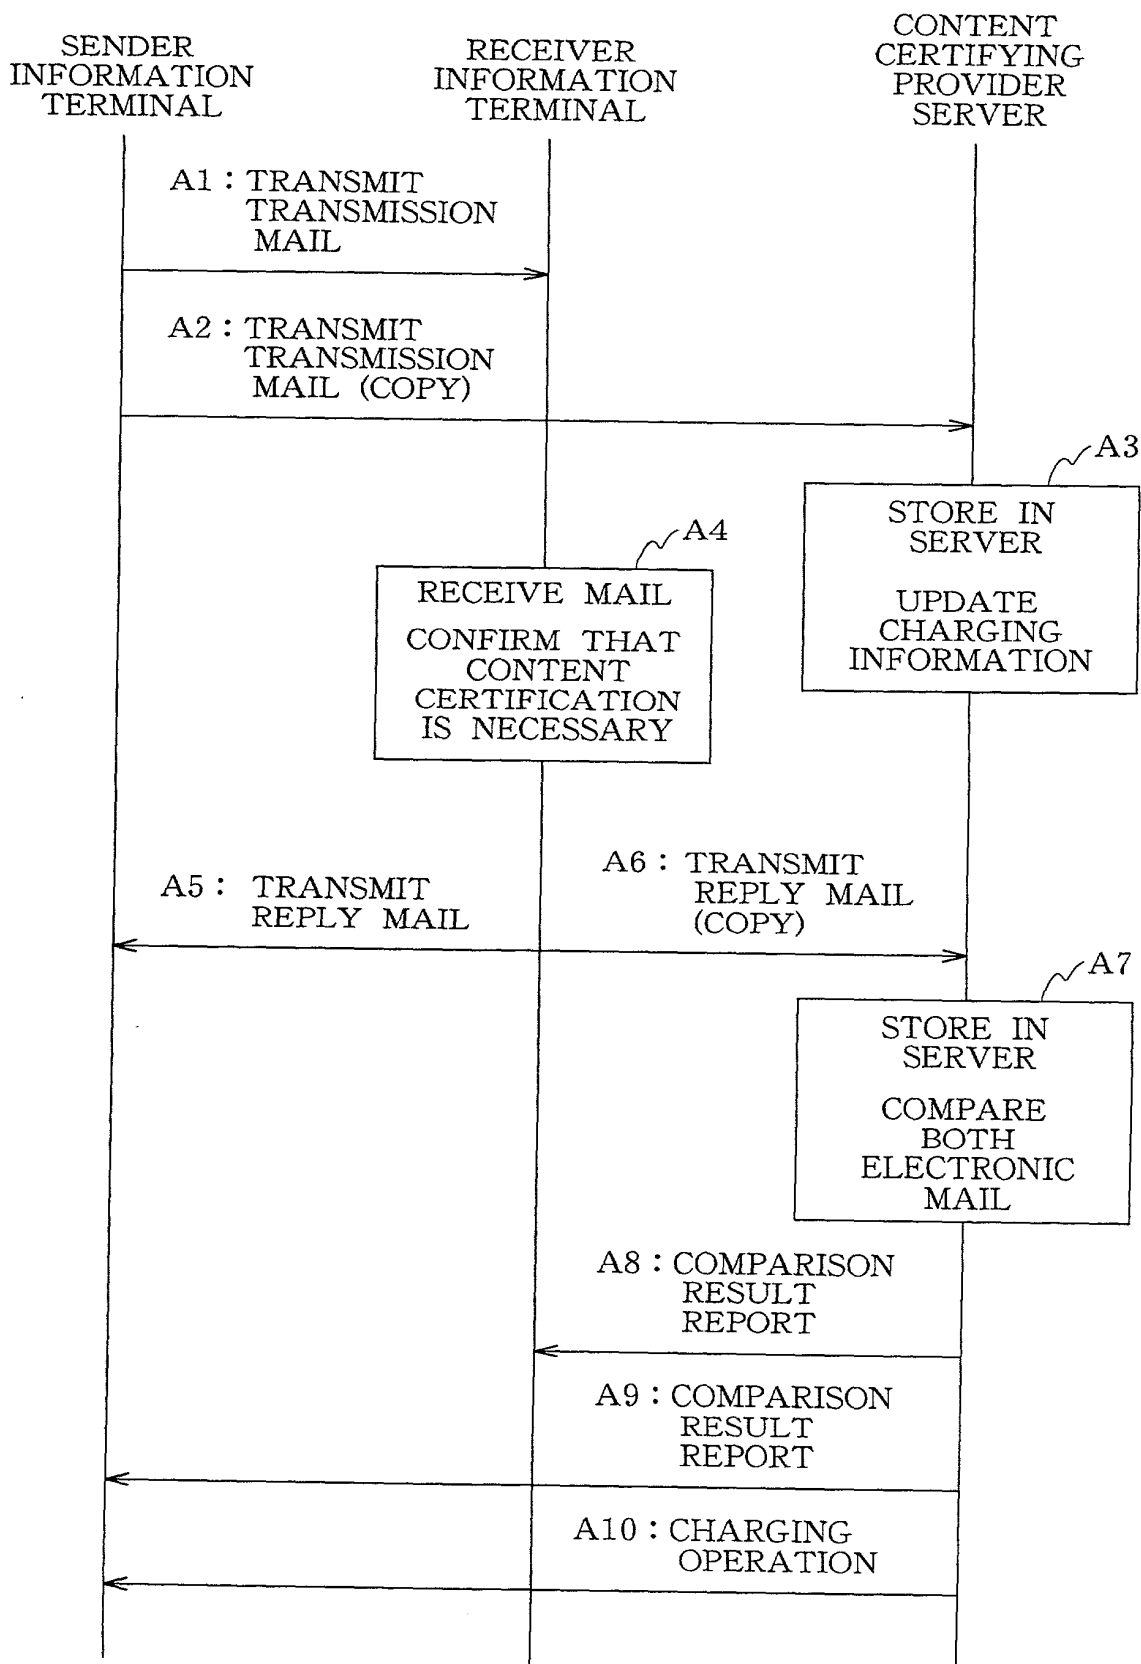 SENDER
INFORMATION
TERMINAL
RECEIVER
INFORMATION
TERMINAL
CONTENT
CERTIFYING
PROVIDER
SERVER
A1 : TRANSMIT
TRANSMISSION
MAIL
A2 : TRANSMIT
TRANSMISSION
MAIL (COPY)
A3
STORE IN
SERVER
UPDATE
CHARGING
INFORMATION
A4
RECEIVE MAIL
CONFIRM THAT
CONTENT
CERTIFICATION
IS NECESSARY
A5 : TRANSMIT
REPLY MAIL
A6 : TRANSMIT
REPLY MAIL
(COPY)
A7
STORE IN
SERVER
COMPARE
BOTH
ELECTRONIC
MAIL
A8 : COMPARISON
RESULT
REPORT
A9 : COMPARISON
RESULT
REPORT
A10 : CHARGING
OPERATION